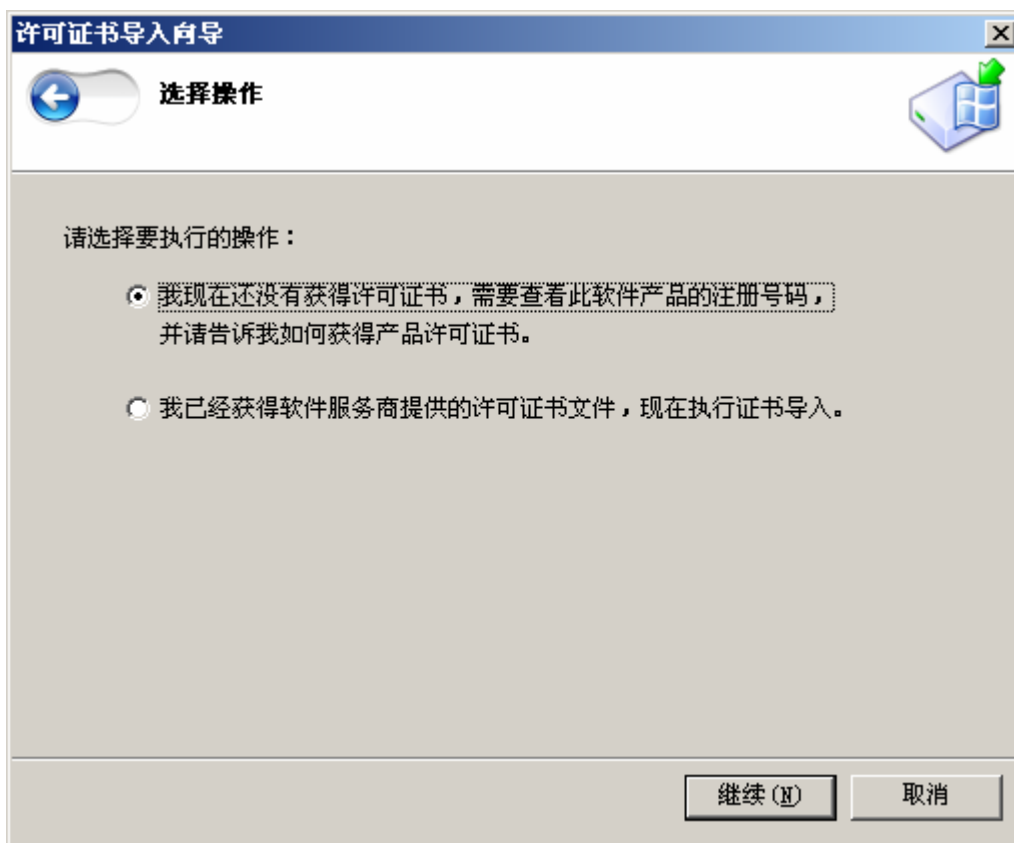 许可证书导入向导
选择操作
请选择要执行的操作：
我现在还没有获得许可证书，需要查看此软件产品的注册号码，
并请告诉我如何获得产品许可证书。
我已经获得软件服务商提供的许可证书文件，现在执行证书导入。
继续(N)
取消